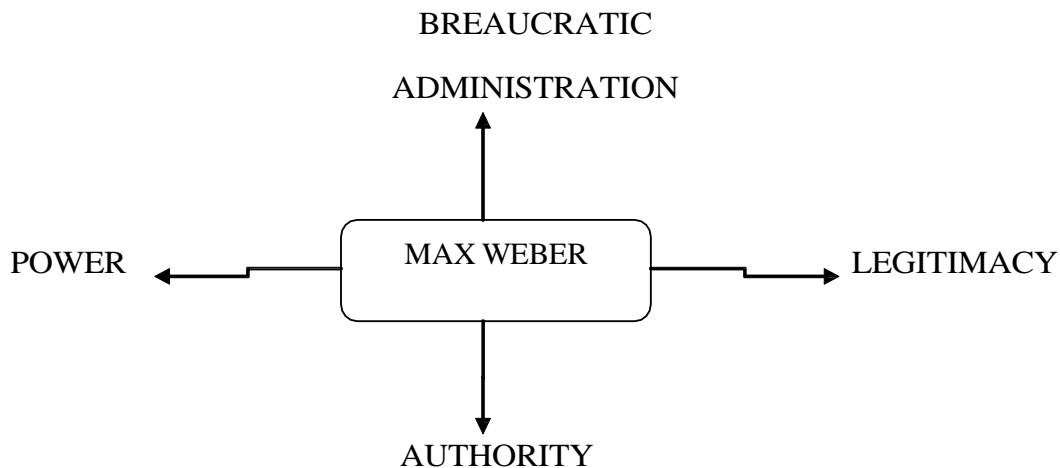 BREAUCRATIC
ADMINISTRATION
POWER
MAX WEBER
LEGITIMACY
AUTHORITY